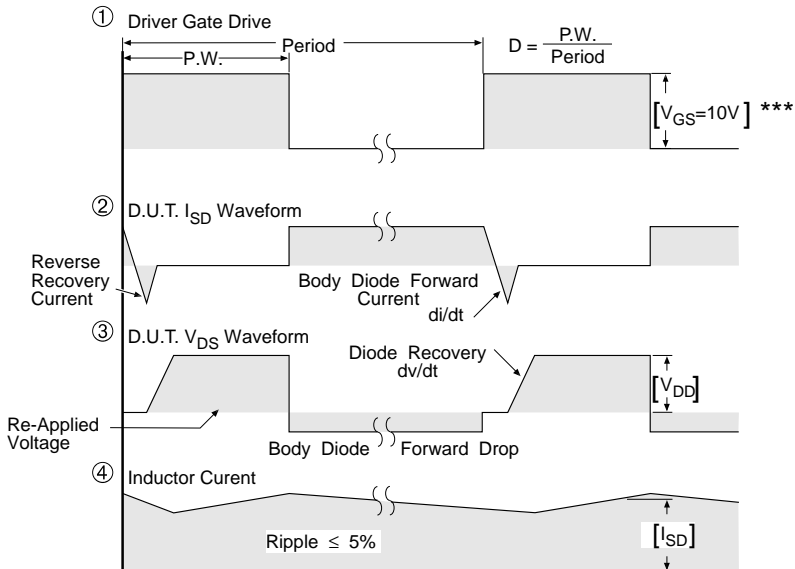 ① Driver Gate Drive
Period
P.W.
D = P.W.
Period
[VGS=10V] ***
② D.U.T. ISD Waveform
Reverse
Recovery
Current
Body Diode Forward
Current
di/dt
③ D.U.T. VDS Waveform
Diode Recovery
dv/dt
[VDD]
Re-Applied
Voltage
Body Diode Forward Drop
④ Inductor Curent
Ripple ≤ 5%
[ISD]